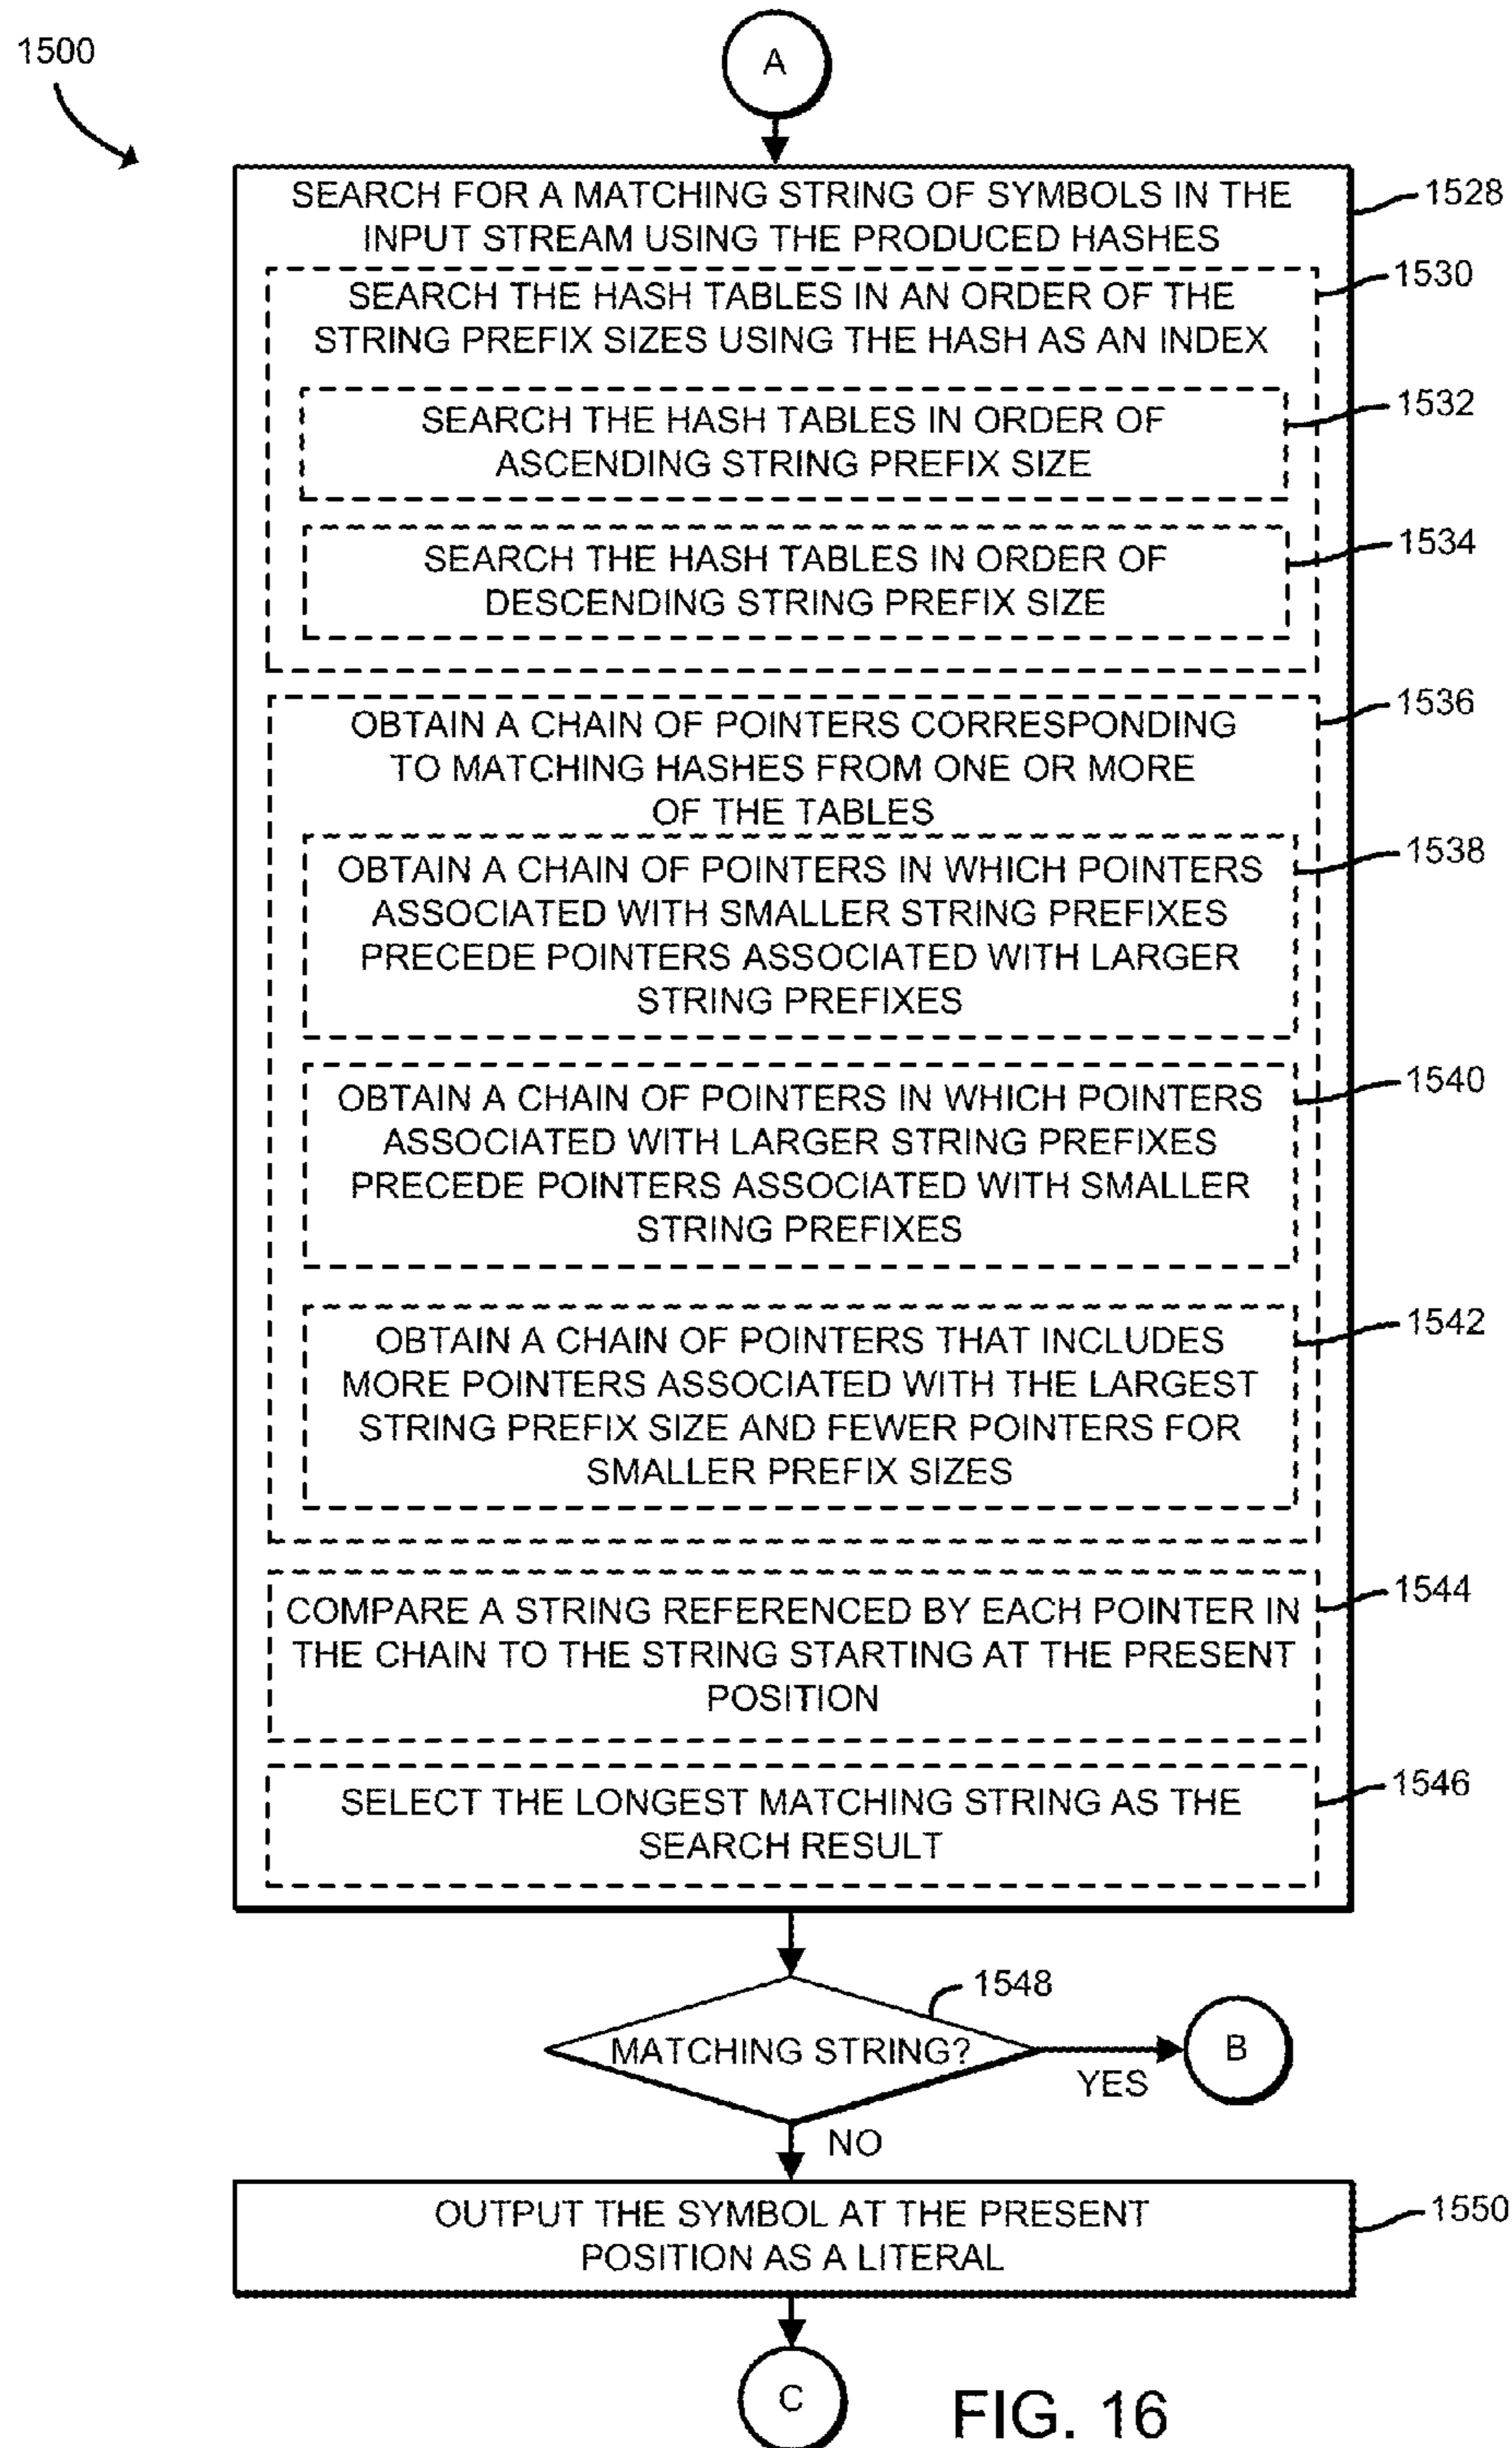 1500
A
SEARCH FOR A MATCHING STRING OF SYMBOLS IN THE
INPUT STREAM USING THE PRODUCED HASHES
1528
SEARCH THE HASH TABLES IN AN ORDER OF THE
STRING PREFIX SIZES USING THE HASH AS AN INDEX
1530
SEARCH THE HASH TABLES IN ORDER OF
ASCENDING STRING PREFIX SIZE
1532
SEARCH THE HASH TABLES IN ORDER OF
DESCENDING STRING PREFIX SIZE
1534
OBTAIN A CHAIN OF POINTERS CORRESPONDING
TO MATCHING HASHES FROM ONE OR MORE
OF THE TABLES
1536
OBTAIN A CHAIN OF POINTERS IN WHICH POINTERS
ASSOCIATED WITH SMALLER STRING PREFIXES
PRECEDE POINTERS ASSOCIATED WITH LARGER
STRING PREFIXES
1538
OBTAIN A CHAIN OF POINTERS IN WHICH POINTERS
ASSOCIATED WITH LARGER STRING PREFIXES
PRECEDE POINTERS ASSOCIATED WITH SMALLER
STRING PREFIXES
1540
OBTAIN A CHAIN OF POINTERS THAT INCLUDES
MORE POINTERS ASSOCIATED WITH THE LARGEST
STRING PREFIX SIZE AND FEWER POINTERS FOR
SMALLER PREFIX SIZES
1542
COMPARE A STRING REFERENCED BY EACH POINTER IN
THE CHAIN TO THE STRING STARTING AT THE PRESENT
POSITION
1544
SELECT THE LONGEST MATCHING STRING AS THE
SEARCH RESULT
1546
MATCHING STRING?
1548
YES
B
NO
OUTPUT THE SYMBOL AT THE PRESENT
POSITION AS A LITERAL
1550
C
FIG. 16